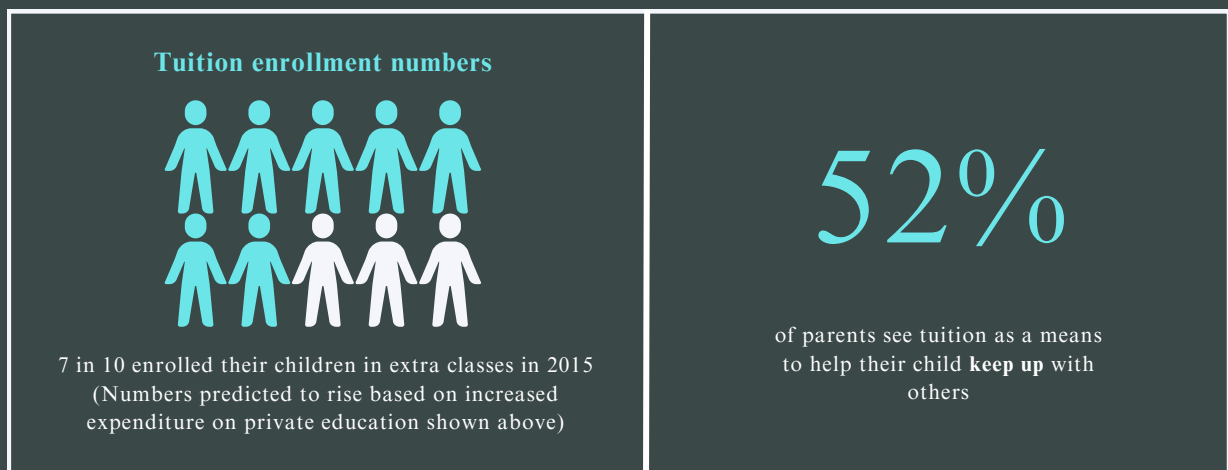 Tuition enrollment numbers
7 in 10 enrolled their children in extra classes in 2015
(Numbers predicted to rise based on increased
expenditure on private education shown above)
52%
of parents see tuition as a means
to help their child keep up with
others